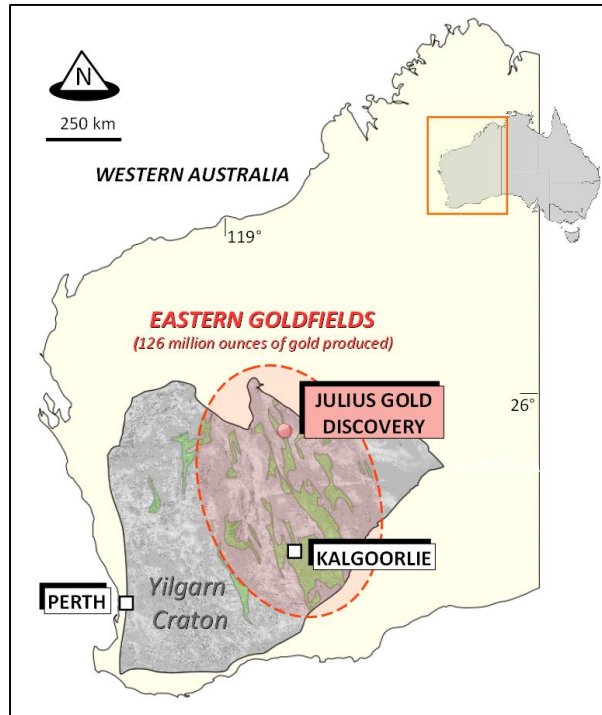 N
250 km
WESTERN AUSTRALIA
119°
EASTERN GOLDFIELDS
(126 million ounces of gold produced)
26°
JULIUS GOLD
DISCOVERY
KALGOORLIE
PERTH
Yilgarn
Craton